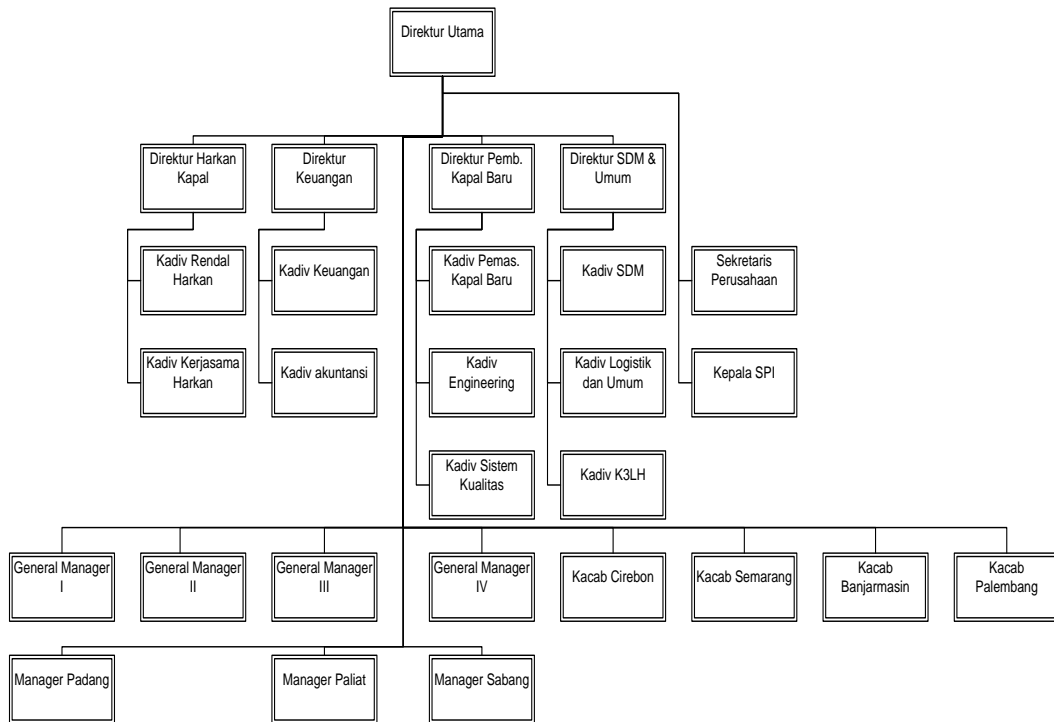 Direktur Utama
Direktur Harkan
Kapal
Direktur
Keuangan
Direktur Pemb.
Kapal Baru
Direktur SDM &
Umum
Kadiv Rendal
Harkan
Kadiv Keuangan
Kadiv Pemas.
Kapal Baru
Kadiv SDM
Sekretaris
Perusahaan
Kadiv Kerjasama
Harkan
Kadiv akuntansi
Kadiv
Engineering
Kadiv Logistik
dan Umum
Kepala SPI
Kadiv Sistem
Kualitas
Kadiv K3LH
General Manager
I
General Manager
II
General Manager
III
General Manager
IV
Kacab Cirebon
Kacab Semarang
Kacab
Banjarmasin
Kacab
Palembang
Manager Padang
Manager Paliat
Manager Sabang